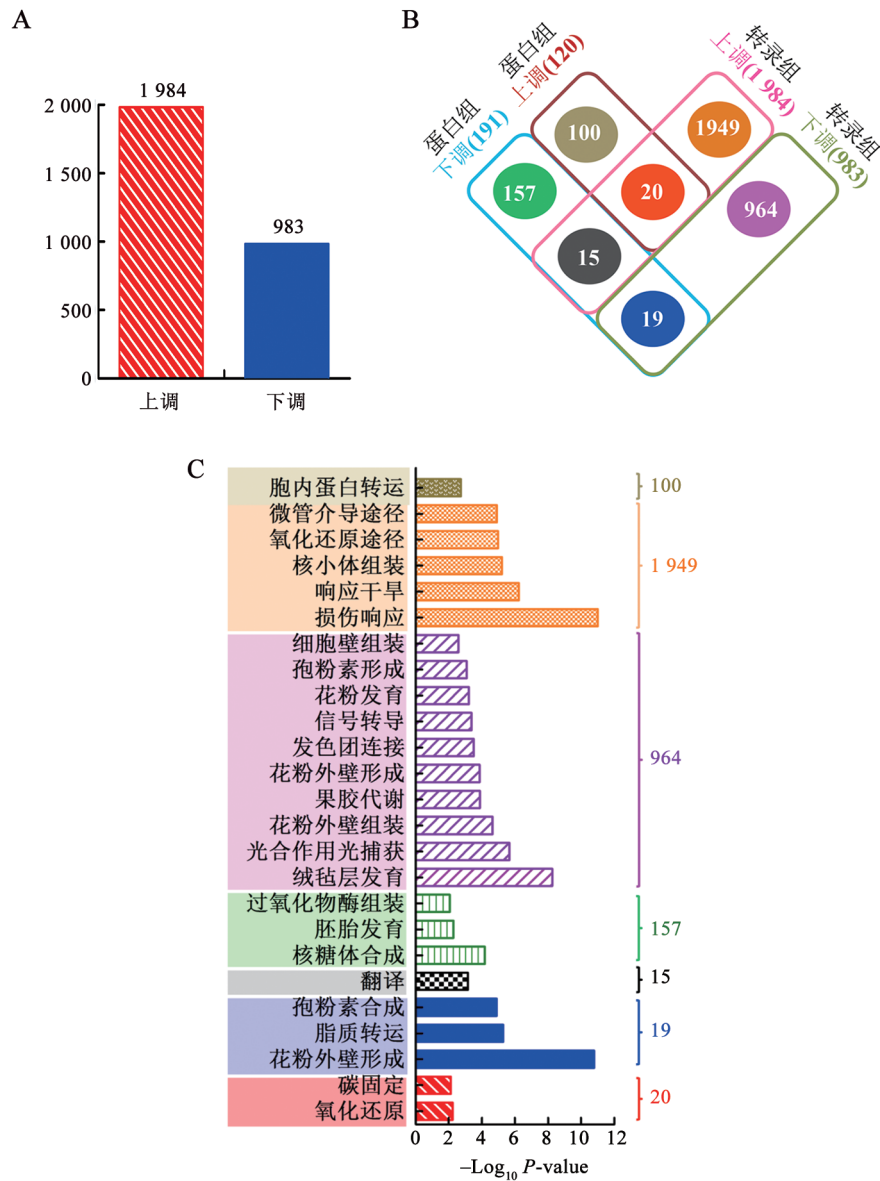 A
1 984
2 000
1 500
983
1 000
500
0
上调
下调
B
蛋白组
下调(191)
蛋白组
上调(120)
转录组
上调(1 984)
转录组
下调(983)
100
1949
157
20
964
15
19
C
胞内蛋白转运
100
微管介导途径
氧化还原途径
核小体组装
1 949
响应干旱
损伤响应
细胞壁组装
孢粉素形成
花粉发育
信号转导
发色团连接
964
花粉外壁形成
果胶代谢
花粉外壁组装
光合作用光捕获
绒毡层发育
过氧化物酶组装
胚胎发育
157
核糖体合成
翻译
15
孢粉素合成
脂质转运
19
花粉外壁形成
碳固定
20
氧化还原
0 2 4 6 8 10 12
–Log10 P-value